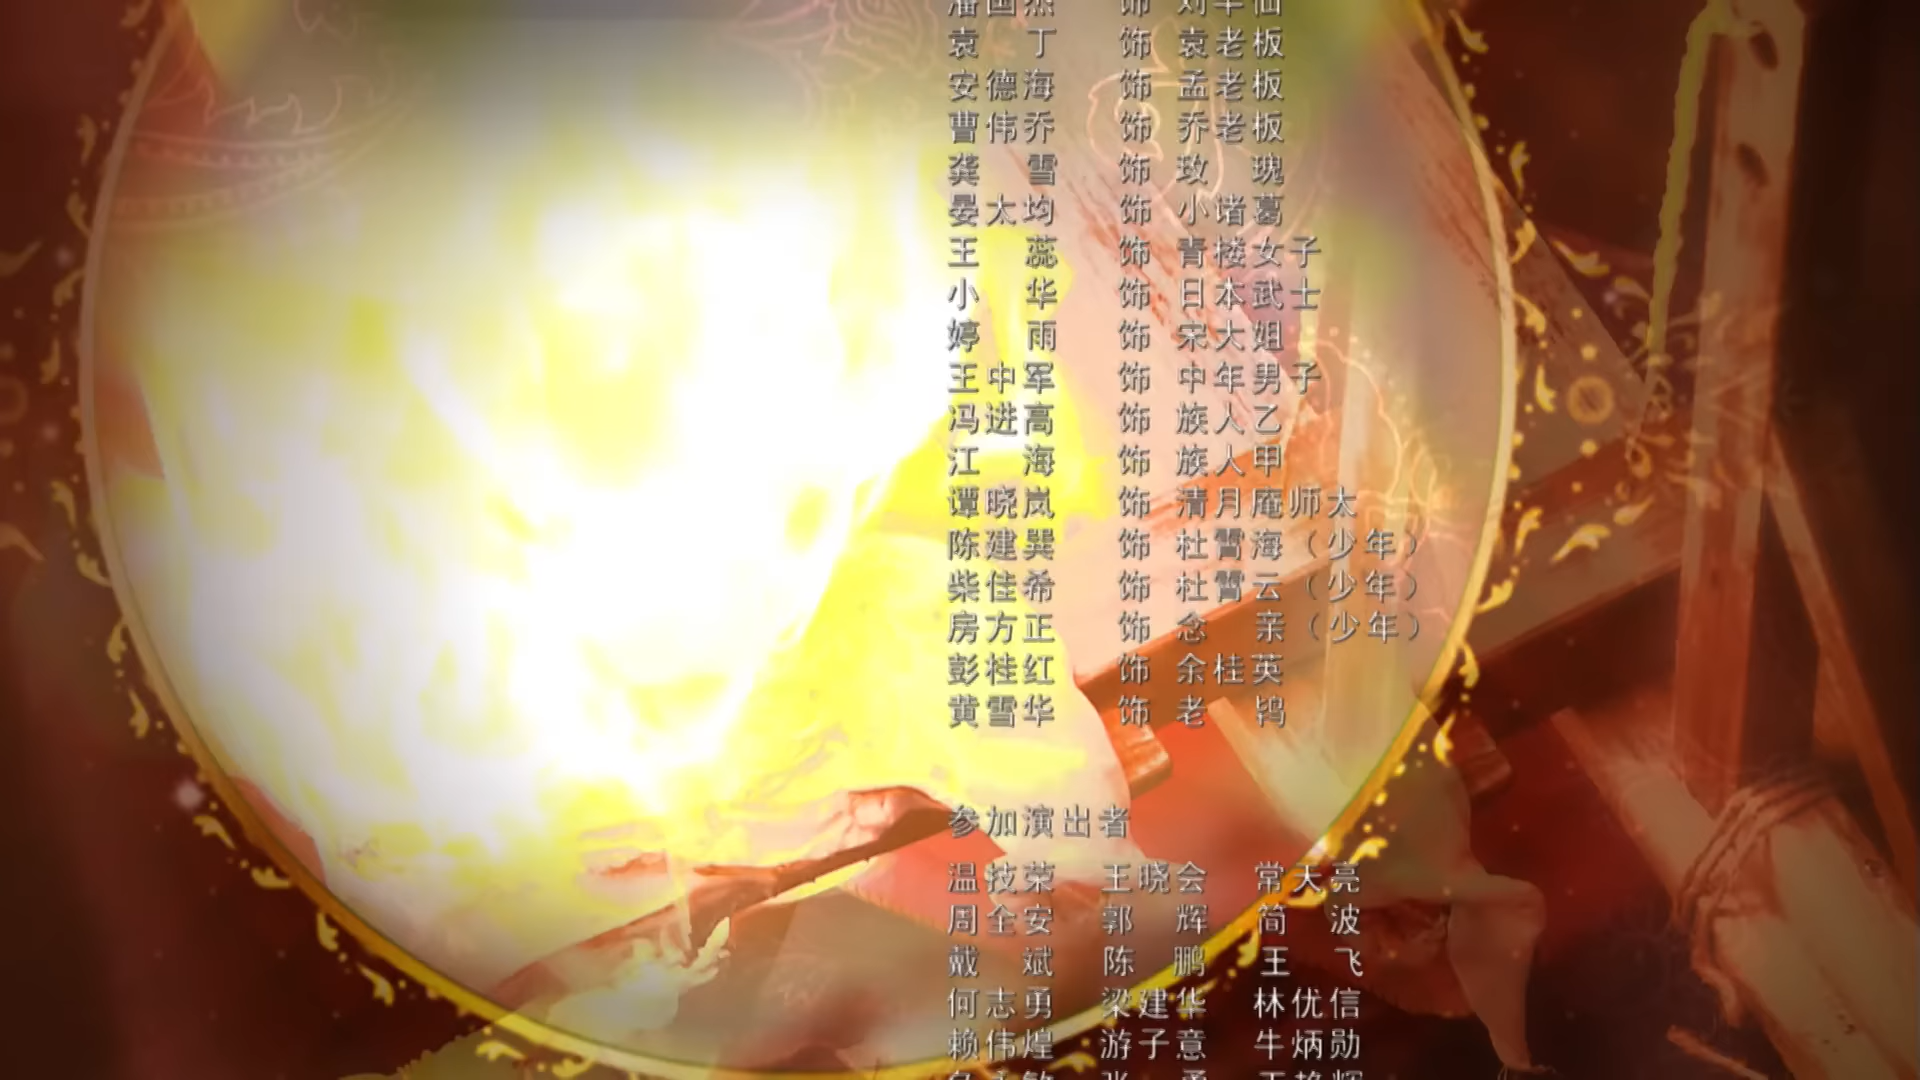 袁丁 饰 袁老板
安德海 饰 孟老板
曹伟乔 饰 乔老板
龚雪 饰 玫瑰
晏太均 饰 小诸葛
王蕊 饰 青楼女子
小华 饰 日本武士
婷雨 饰 宋大姐
王中军 饰 中年男子
冯进高 饰 族人乙
江海 饰 族人甲
谭晓岚 饰 清月庵师太
陈建巽 饰 杜霄海（少年）
柴佳希 饰 杜霄云（少年）
房方正 饰 念亲（少年）
彭桂红 饰 余桂英
黄雪华 饰 老鸨
参加演出者
温技荣 王晓会 常天亮
周全安 郭辉 简波
戴斌 陈鹏 王飞
何志勇 梁建华 林优信
赖伟煌 游子意 牛炳勋